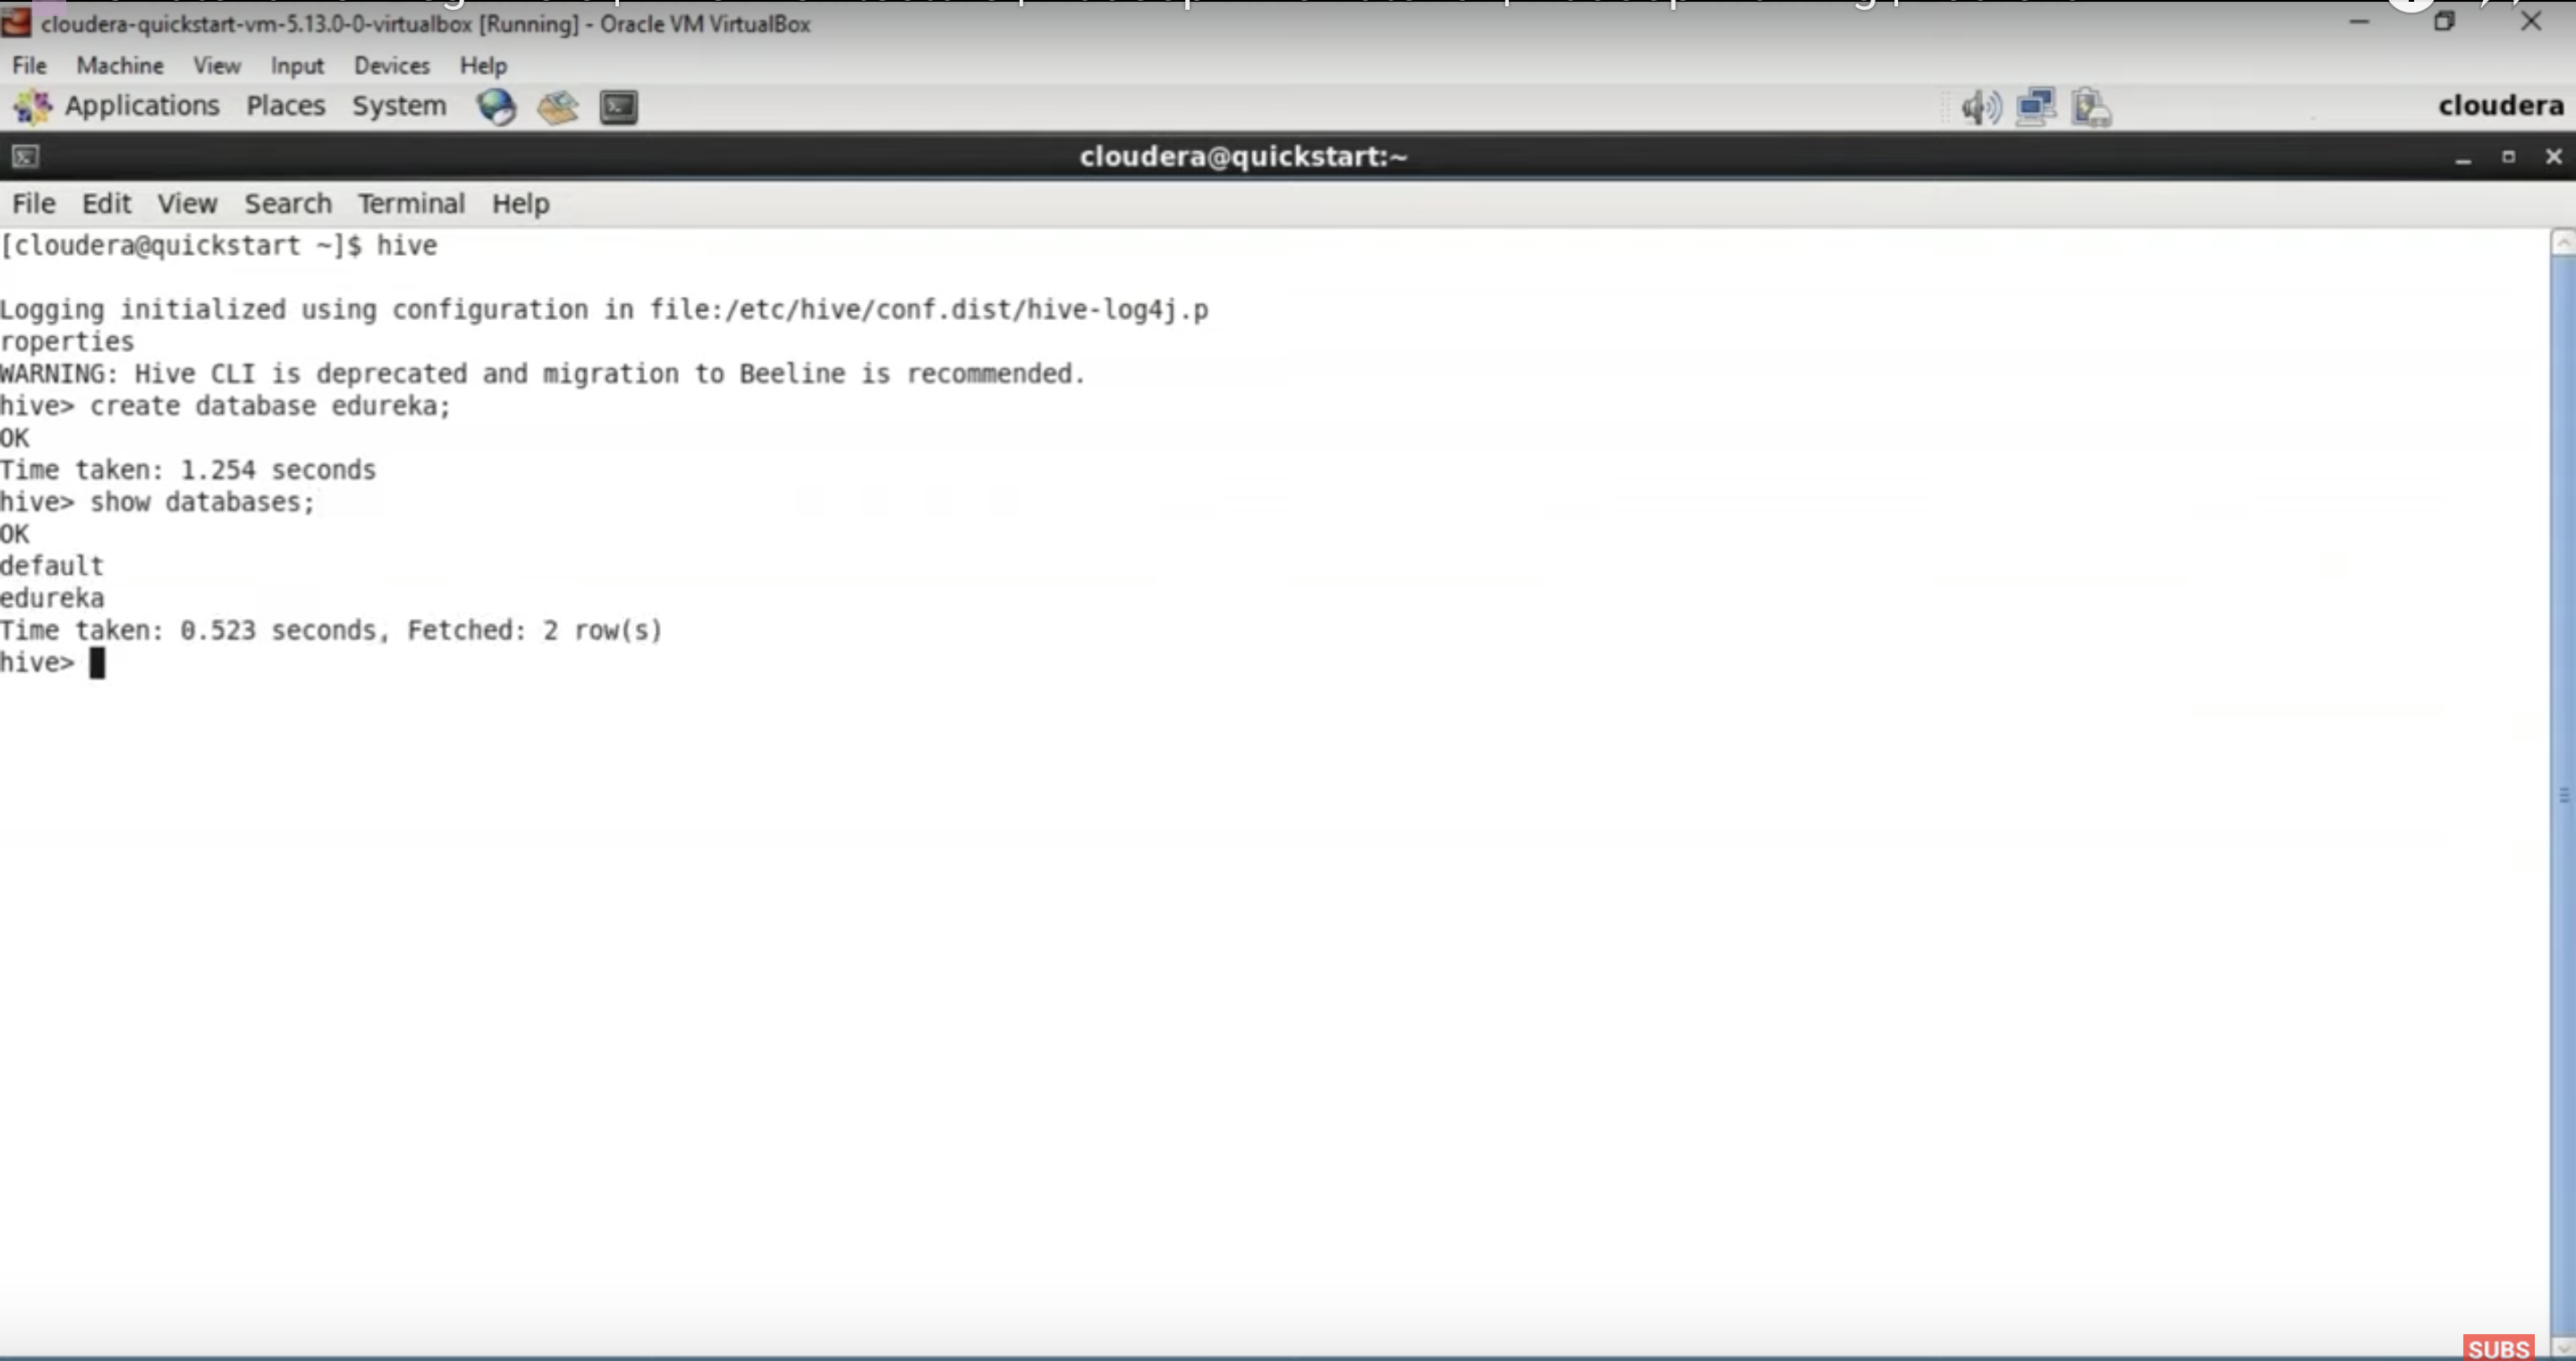 cloudera-quickstart-vm-5.13.0-0-virtualbox [Running] - Oracle VM VirtualBox
File Machine View Input Devices Help
Applications Places System cloudera
cloudera@quickstart:~
File Edit View Search Terminal Help
[cloudera@quickstart ~]$ hive
Logging initialized using configuration in file:/etc/hive/conf.dist/hive-log4j.p
roperties
WARNING: Hive CLI is deprecated and migration to Beeline is recommended.
hive> create database edureka;
OK
Time taken: 1.254 seconds
hive> show databases;
OK
default
edureka
Time taken: 0.523 seconds, Fetched: 2 row(s)
hive>
SUBS